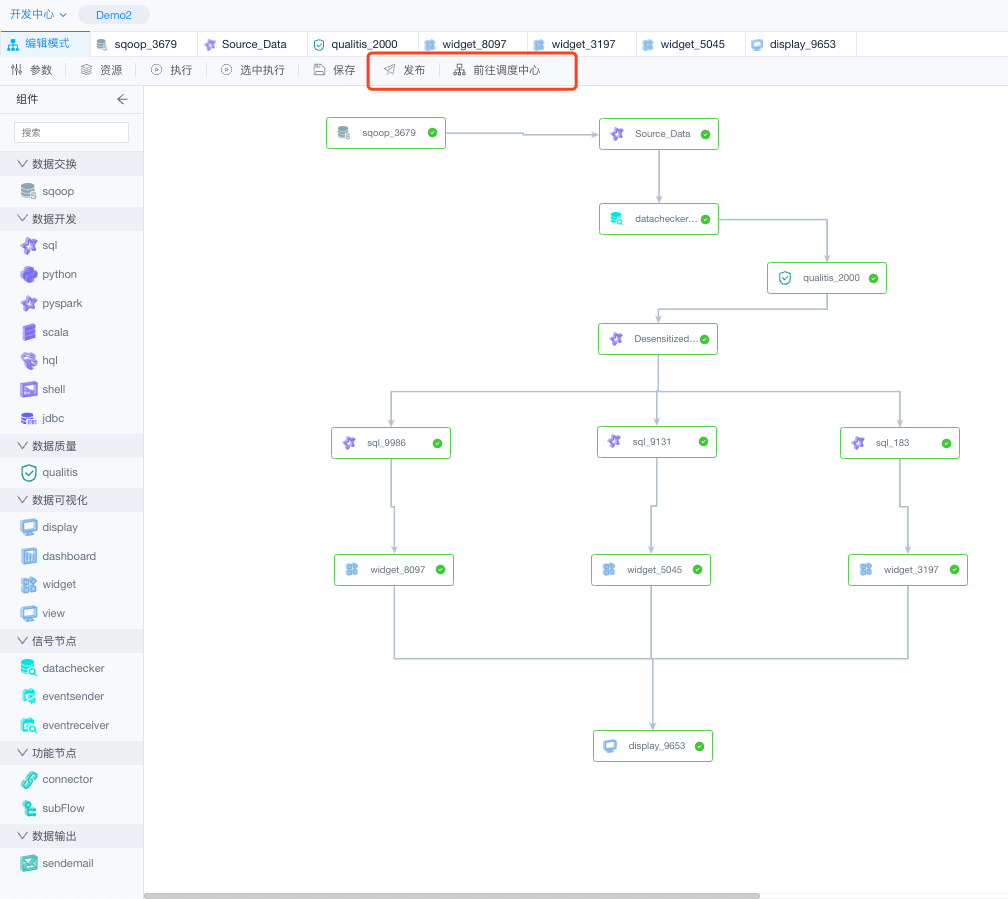 开发中心 Demo2
编辑模式 sqoop_3679 Source_Data qualitis_2000 widget_8097 widget_3197 widget_5045 display_9653
参数 资源 执行 选中执行 保存 发布 前往调度中心
组件
搜索
数据交换
sqoop
数据开发
sql
python
pyspark
scala
hql
shell
jdbc
数据质量
qualitis
数据可视化
display
dashboard
widget
view
信号节点
datachecker
eventsender
eventreceiver
功能节点
connector
subFlow
数据输出
sendemail
sqoop_3679 Source_Data
datachecker...
qualitis_2000
Desensitized...
sql_9986 sql_9131 sql_183
widget_8097 widget_5045 widget_3197
display_9653